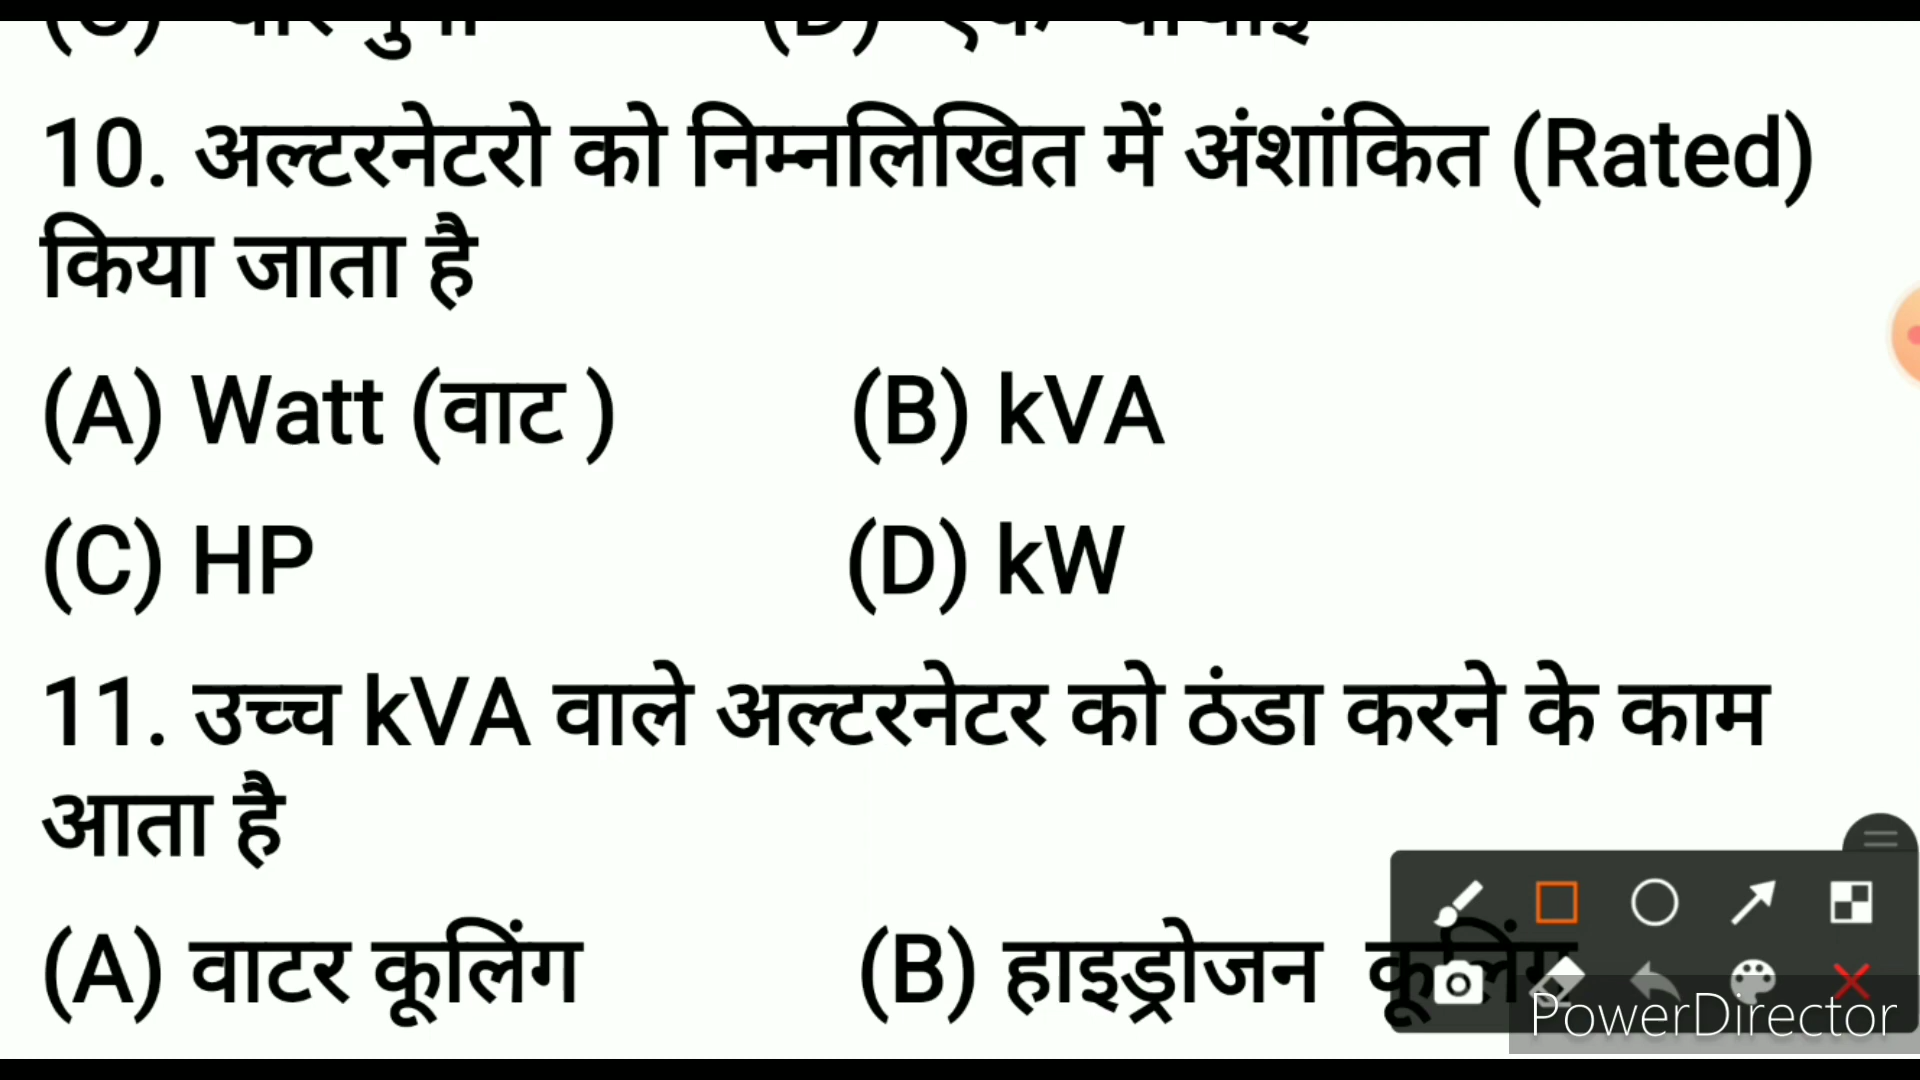 10. अल्टरनेटरो को निम्नलिखित में अंशांकित (Rated)
किया जाता है
(A) Watt (वाट )          (B) kVA
(C) HP          (D) kW
11. उच्च kVA वाले अल्टरनेटर को ठंडा करने के काम
आता है
(A) वाटर कूलिंग          (B) हाइड्रोजन कूलिंग
PowerDirector